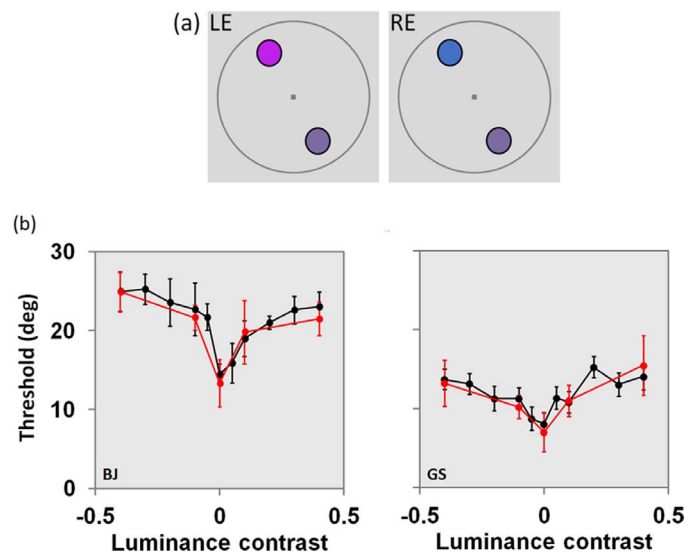 (a) LE RE
(b)
30
20
10
0
Threshold (deg)
BJ
GS
-0.5 0 0.5
-0.5 0 0.5
Luminance contrast
Luminance contrast